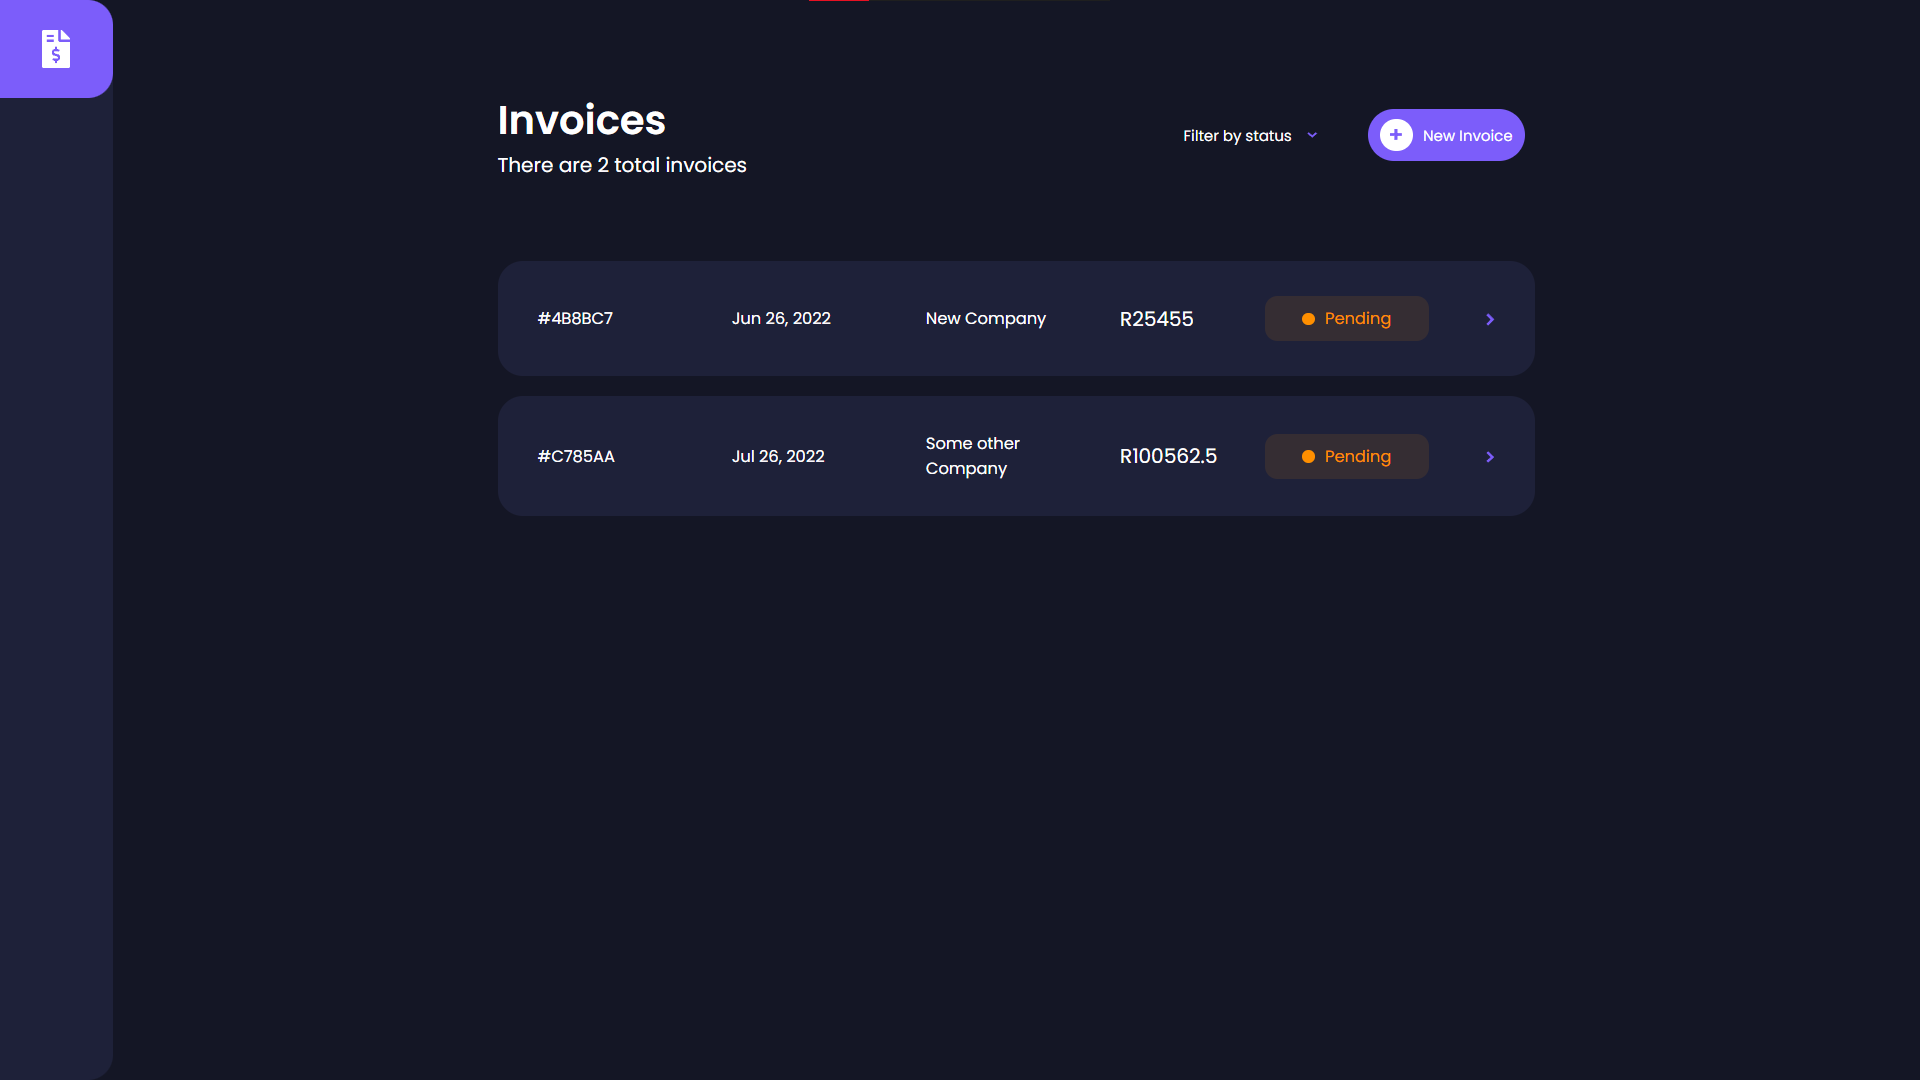 $
Invoices
There are 2 total invoices
Filter by status
New Invoice
#4B8BC7 Jun 26, 2022 New Company R25455 Pending
#C785AA Jul 26, 2022 Some other
Company R100562.5 Pending